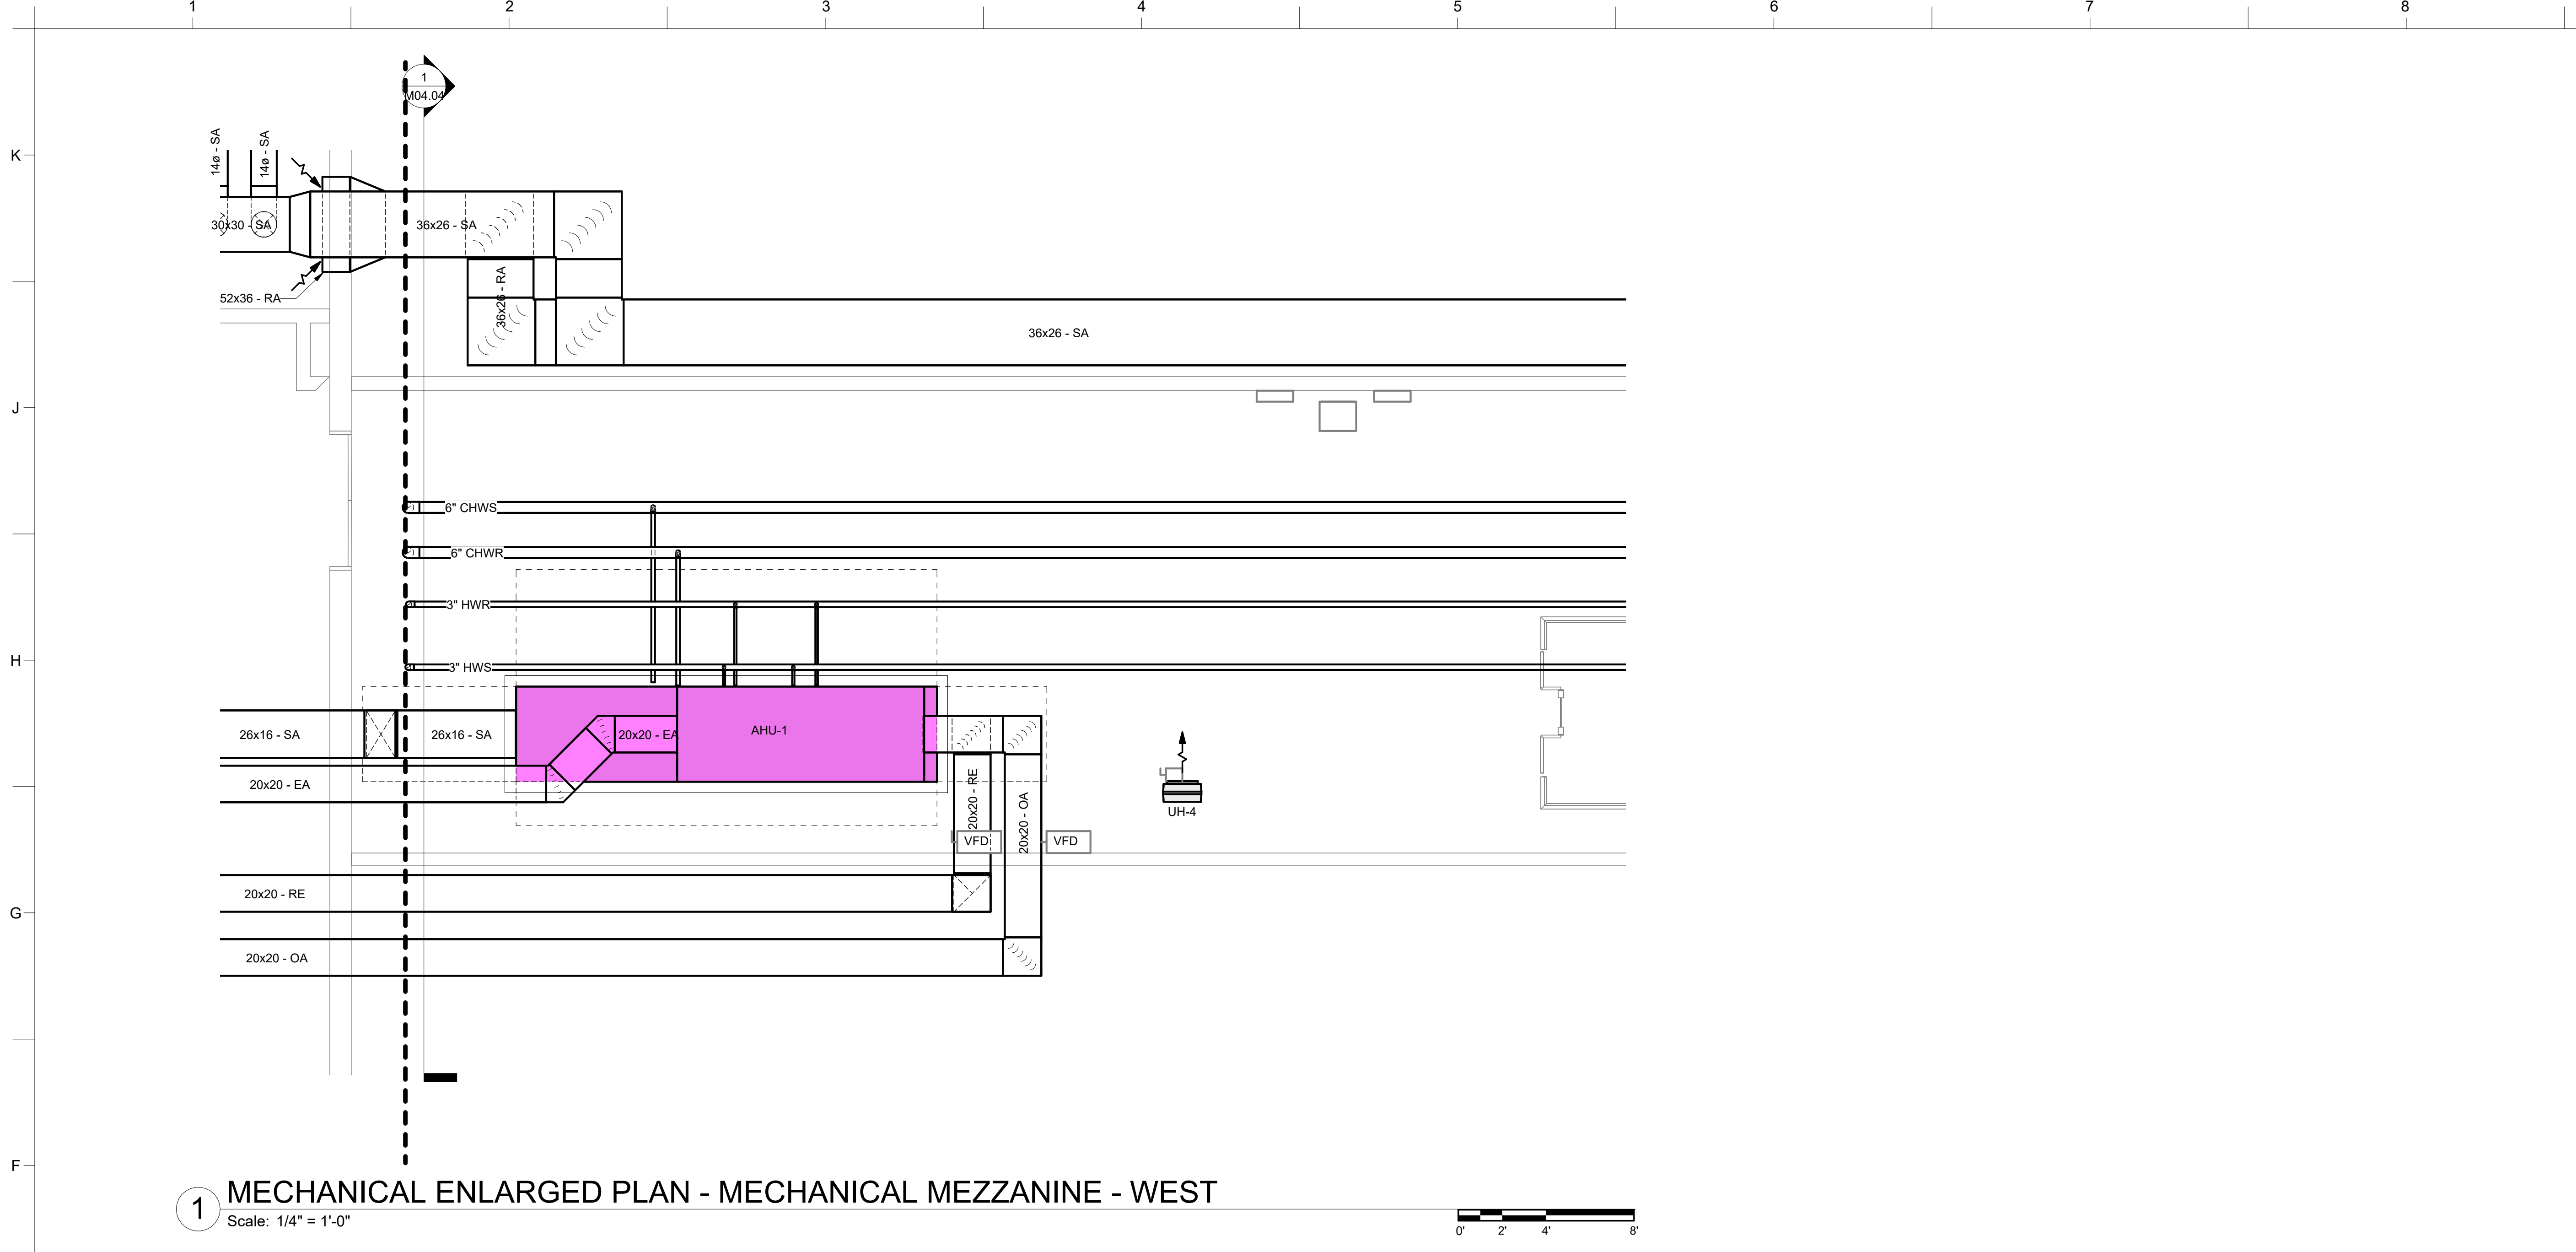 1 2 3 4 5 6 7 8
1
M04.04
K
14ø - SA
14ø - SA
30x30 - SA
36x26 - SA
36x26 - RA
52x36 - RA
36x26 - SA
J
6" CHWS
6" CHWR
3" HWR
H
3" HWS
26x16 - SA
26x16 - SA
20x20 - EA
AHU-1
20x20 - EA
20x20 - RE
20x20 - OA
UH-4
VFD
VFD
20x20 - RE
G
20x20 - OA
F
1
MECHANICAL ENLARGED PLAN - MECHANICAL MEZZANINE - WEST
Scale: 1/4" = 1'-0"
0' 2' 4' 8'